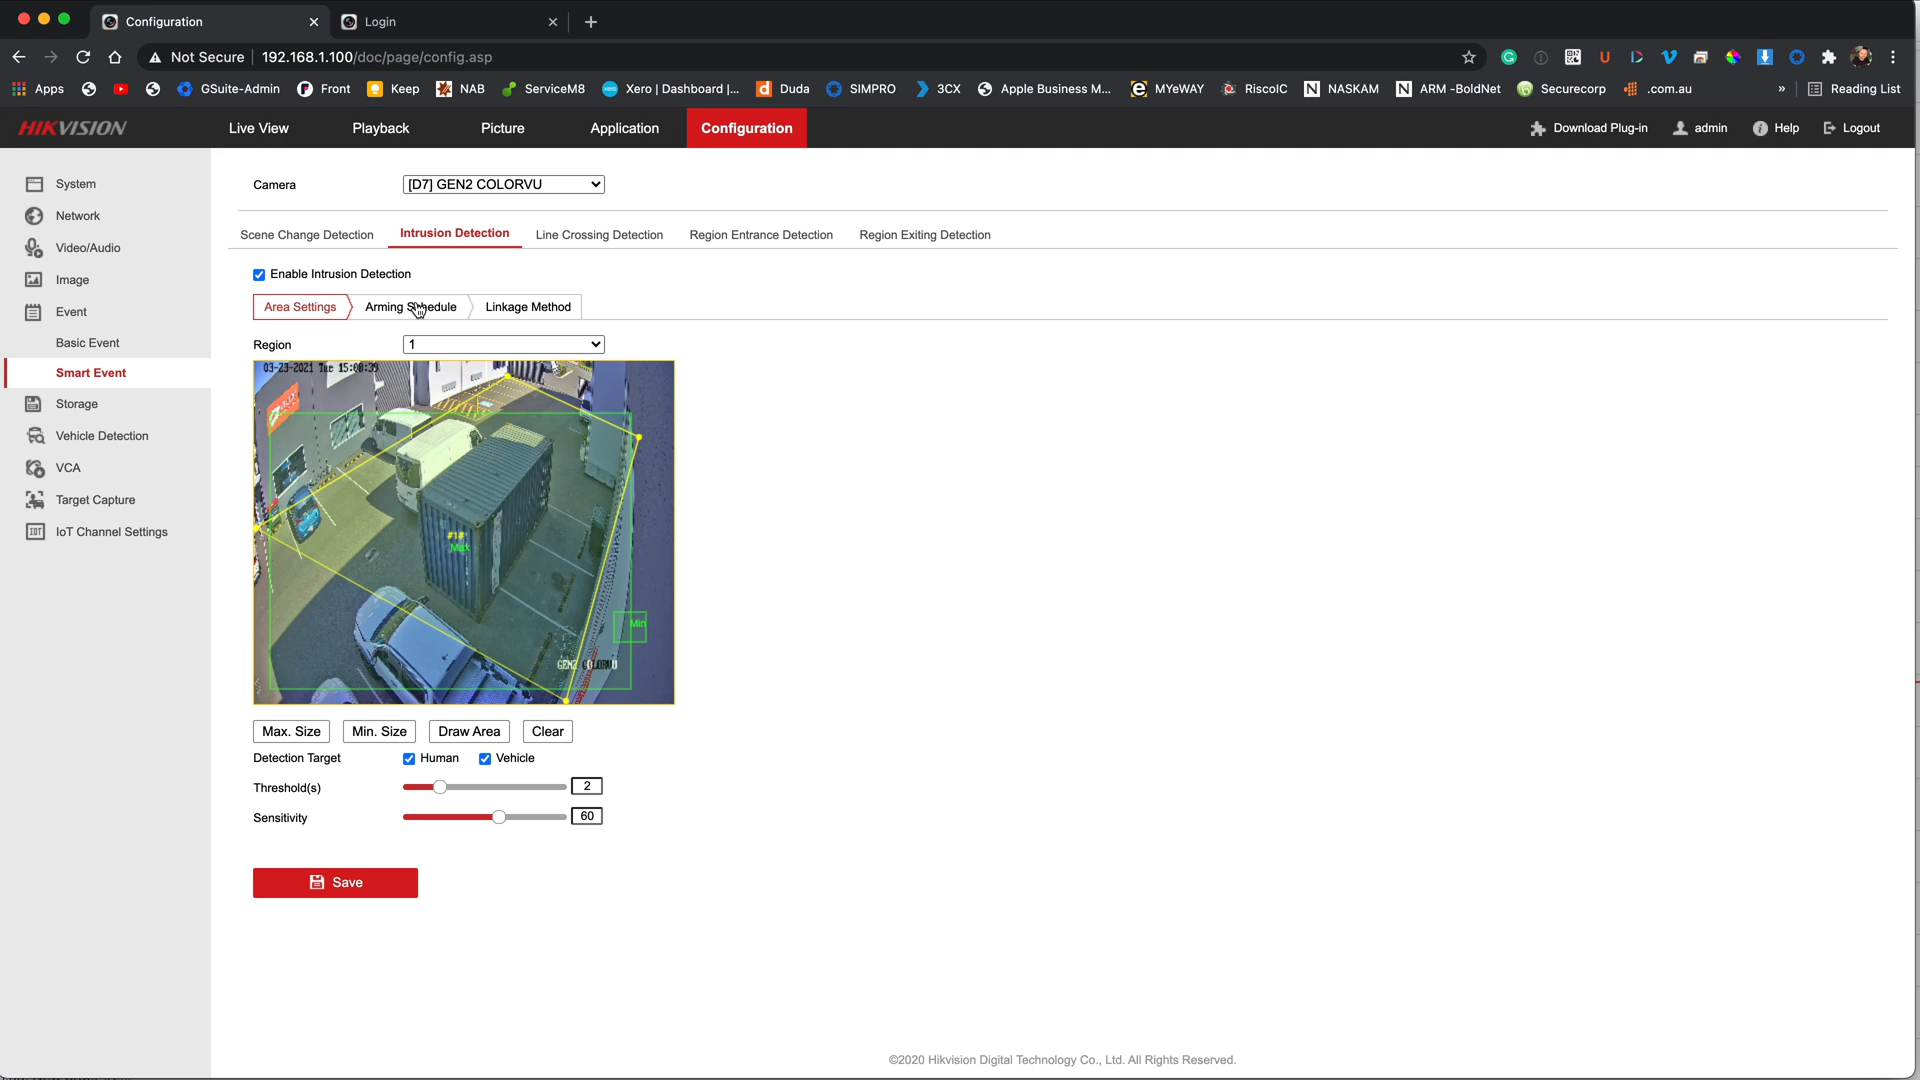 Configuration
Login
Not Secure
192.168.1.100/doc/page/config.asp
Apps
GSuite-Admin
Front
Keep
NAB
ServiceM8
Xero | Dashboard |...
Duda
SIMPRO
3CX
Apple Business M...
MYeWAY
RiscolC
NASKAM
ARM -BoldNet
Securecorp
.com.au
»
Reading List
HIKVISION
Live View
Playback
Picture
Application
Configuration
Download Plug-in
admin
Help
Logout
System
Network
Video/Audio
Image
Event
Basic Event
Smart Event
Storage
Vehicle Detection
VCA
Target Capture
IoT Channel Settings
Camera
[D7] GEN2 COLORVU
Scene Change Detection
Intrusion Detection
Line Crossing Detection
Region Entrance Detection
Region Exiting Detection
Enable Intrusion Detection
Area Settings
Arming Schedule
Linkage Method
Region
1
03-23-2021 Tue 15:08:39
#1#
Max
Min
GEN2 COLORVU
Max. Size
Min. Size
Draw Area
Clear
Detection Target
Human
Vehicle
Threshold(s)
2
Sensitivity
60
Save
©2020 Hikvision Digital Technology Co., Ltd. All Rights Reserved.